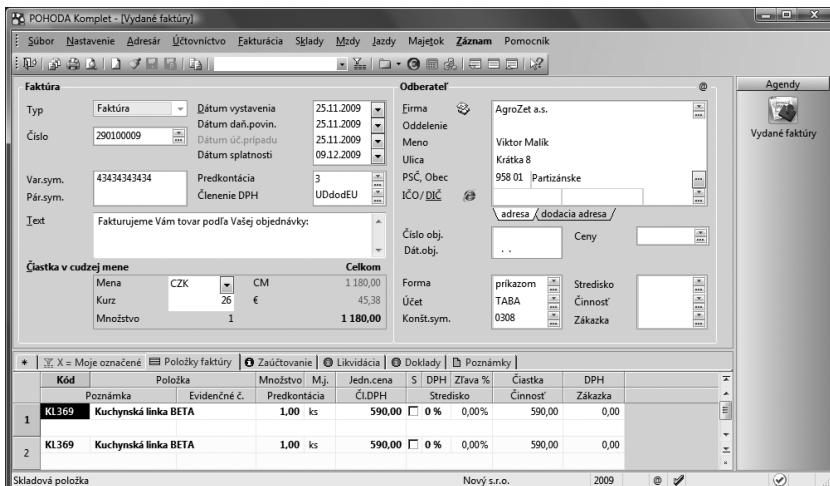 POHODA Komplet - [Vydané faktúry]
Súbor Nastavenie Adresár Účtovníctvo Fakturácia Sklady Mzdy Jazdy Majetok Záznam Pomocník
Faktúra
Typ Faktúra
Číslo 290100009
Dátum vystavenia 25.11.2009
Dátum daň.povin. 25.11.2009
Dátum úč.prípadu 25.11.2009
Dátum splatnosti 09.12.2009
Var.sym. 43434343434
Pár.sym.
Predkontácia 3
Členenie DPH UDdodEU
Text Fakturujeme Vám tovar podľa Vašej objednávky:
Čiastka v cudzej mene Celkom
Mena CZK CM 1 180,00
Kurz 26 € 45,38
Množstvo 1 1 180,00
Odberateľ @
Firma AgroZet a.s.
Oddelenie
Meno Viktor Malík
Ulica Krátka 8
PSČ, Obec 958 01 Partizánske
IČO/DIČ
adresa dodacia adresa
Číslo obj. Ceny
Dát.obj. . .
Forma príkazom Stredisko
Účet TABA Činnosť
Konšt.sym. 0308 Zákazka
Agendy
Vydané faktúry
* X = Moje označené Položky faktúry Zaúčtovanie Likvidácia Doklady Poznámky
Kód Položka Množstvo M.j. Jedn.cena S DPH Zľava % Čiastka DPH
Poznámka Evidenčné č. Predkontácia Čl.DPH Stredisko Činnosť Zákazka
1 KL369 Kuchynská linka BETA 1,00 ks 590,00 0 % 0,00% 590,00 0,00
2 KL369 Kuchynská linka BETA 1,00 ks 590,00 0 % 0,00% 590,00 0,00
Skladová položka Nový s.r.o. 2009 @